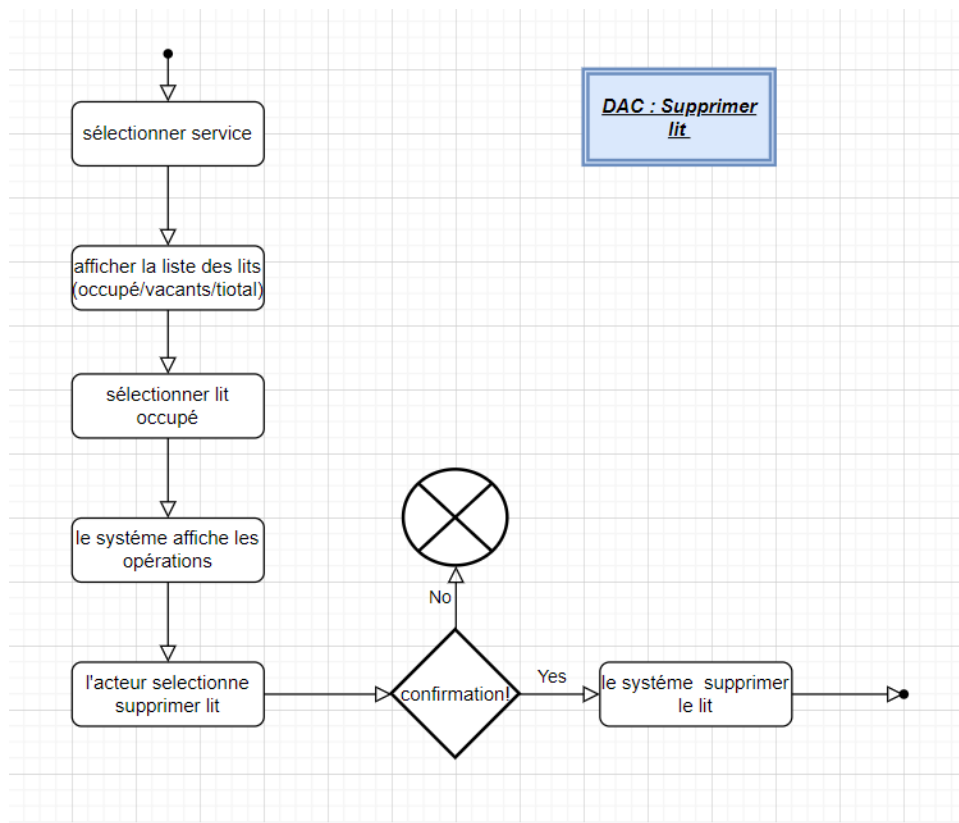 DAC : Supprimer
lit
sélectionner service
afficher la liste des lits
(occupé/vacants/tiotal)
sélectionner lit
occupé
le systéme affiche les
opérations
l'acteur selectionne
supprimer lit
confirmation!
No
Yes
le systéme supprimer
le lit